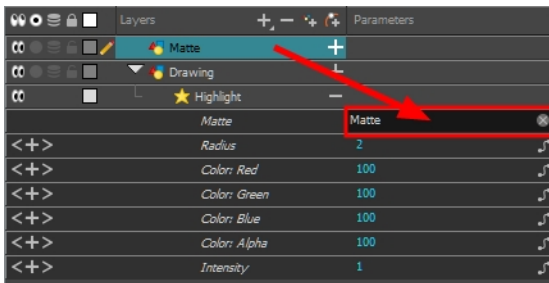 Layers Parameters
Matte
Drawing
Highlight
Matte Matte
Radius 2
Color: Red 100
Color: Green 100
Color: Blue 100
Color: Alpha 100
Intensity 1